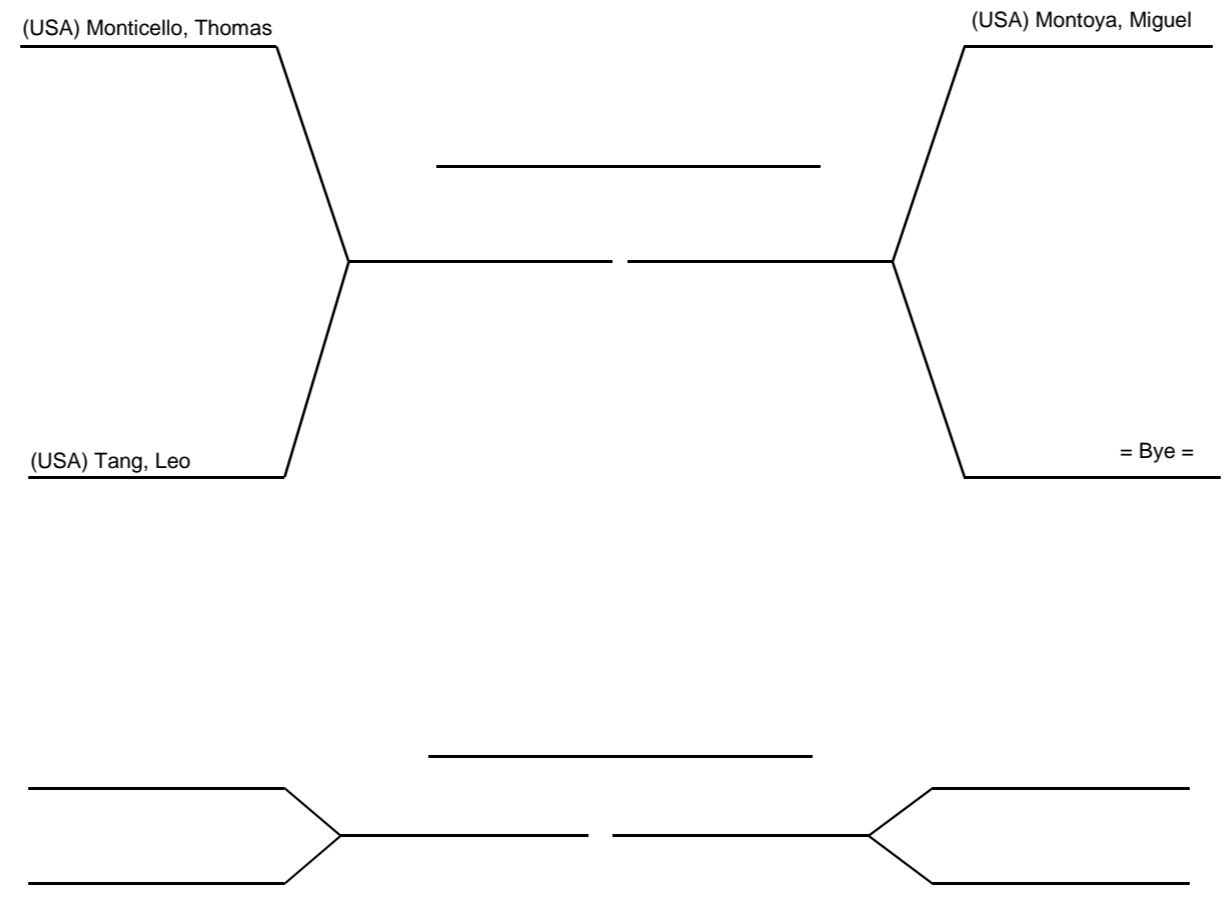 (USA) Monticello, Thomas
(USA) Montoya, Miguel
(USA) Tang, Leo
= Bye =